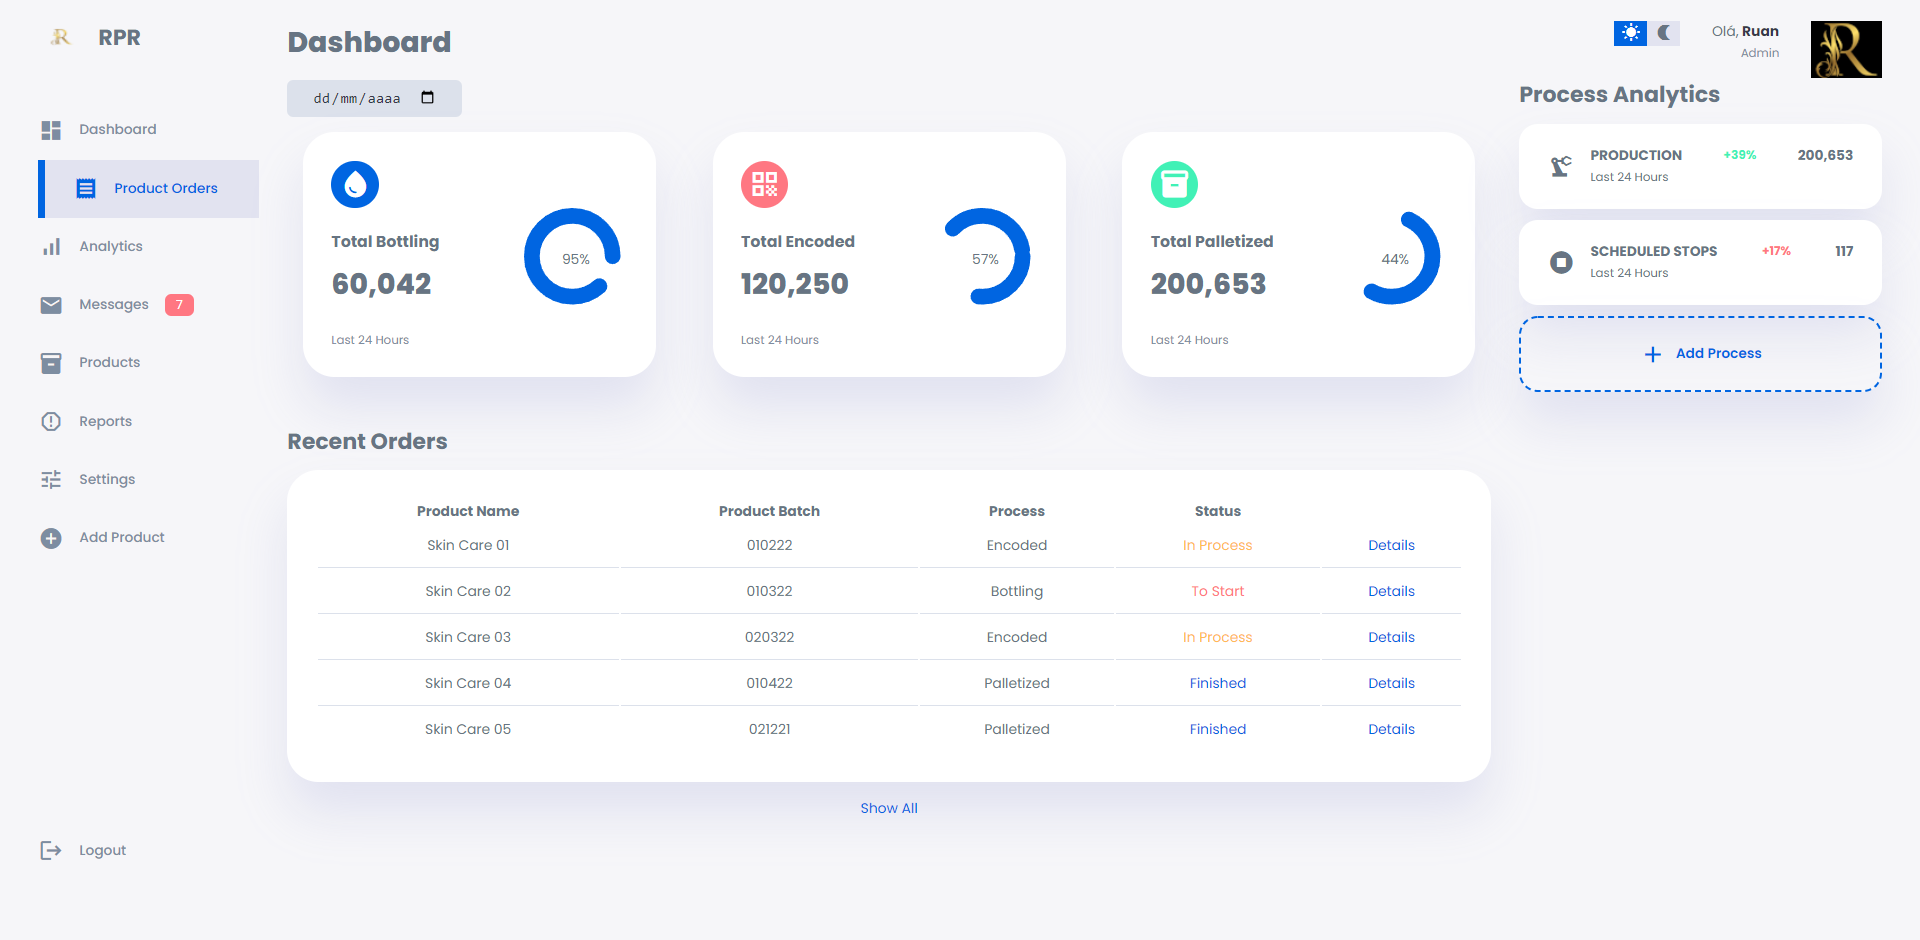 RPR
Dashboard
Product Orders
Analytics
Messages 7
Products
Reports
Settings
Add Product
Logout
Dashboard
dd/mm/aaaa
Total Bottling
60,042
95%
Last 24 Hours
Total Encoded
120,250
57%
Last 24 Hours
Total Palletized
200,653
44%
Last 24 Hours
Recent Orders
Product Name Product Batch Process Status
Skin Care 01 010222 Encoded In Process Details
Skin Care 02 010322 Bottling To Start Details
Skin Care 03 020322 Encoded In Process Details
Skin Care 04 010422 Palletized Finished Details
Skin Care 05 021221 Palletized Finished Details
Show All
Olá, Ruan
Admin
R
Process Analytics
PRODUCTION +39% 200,653
Last 24 Hours
SCHEDULED STOPS +17% 117
Last 24 Hours
Add Process